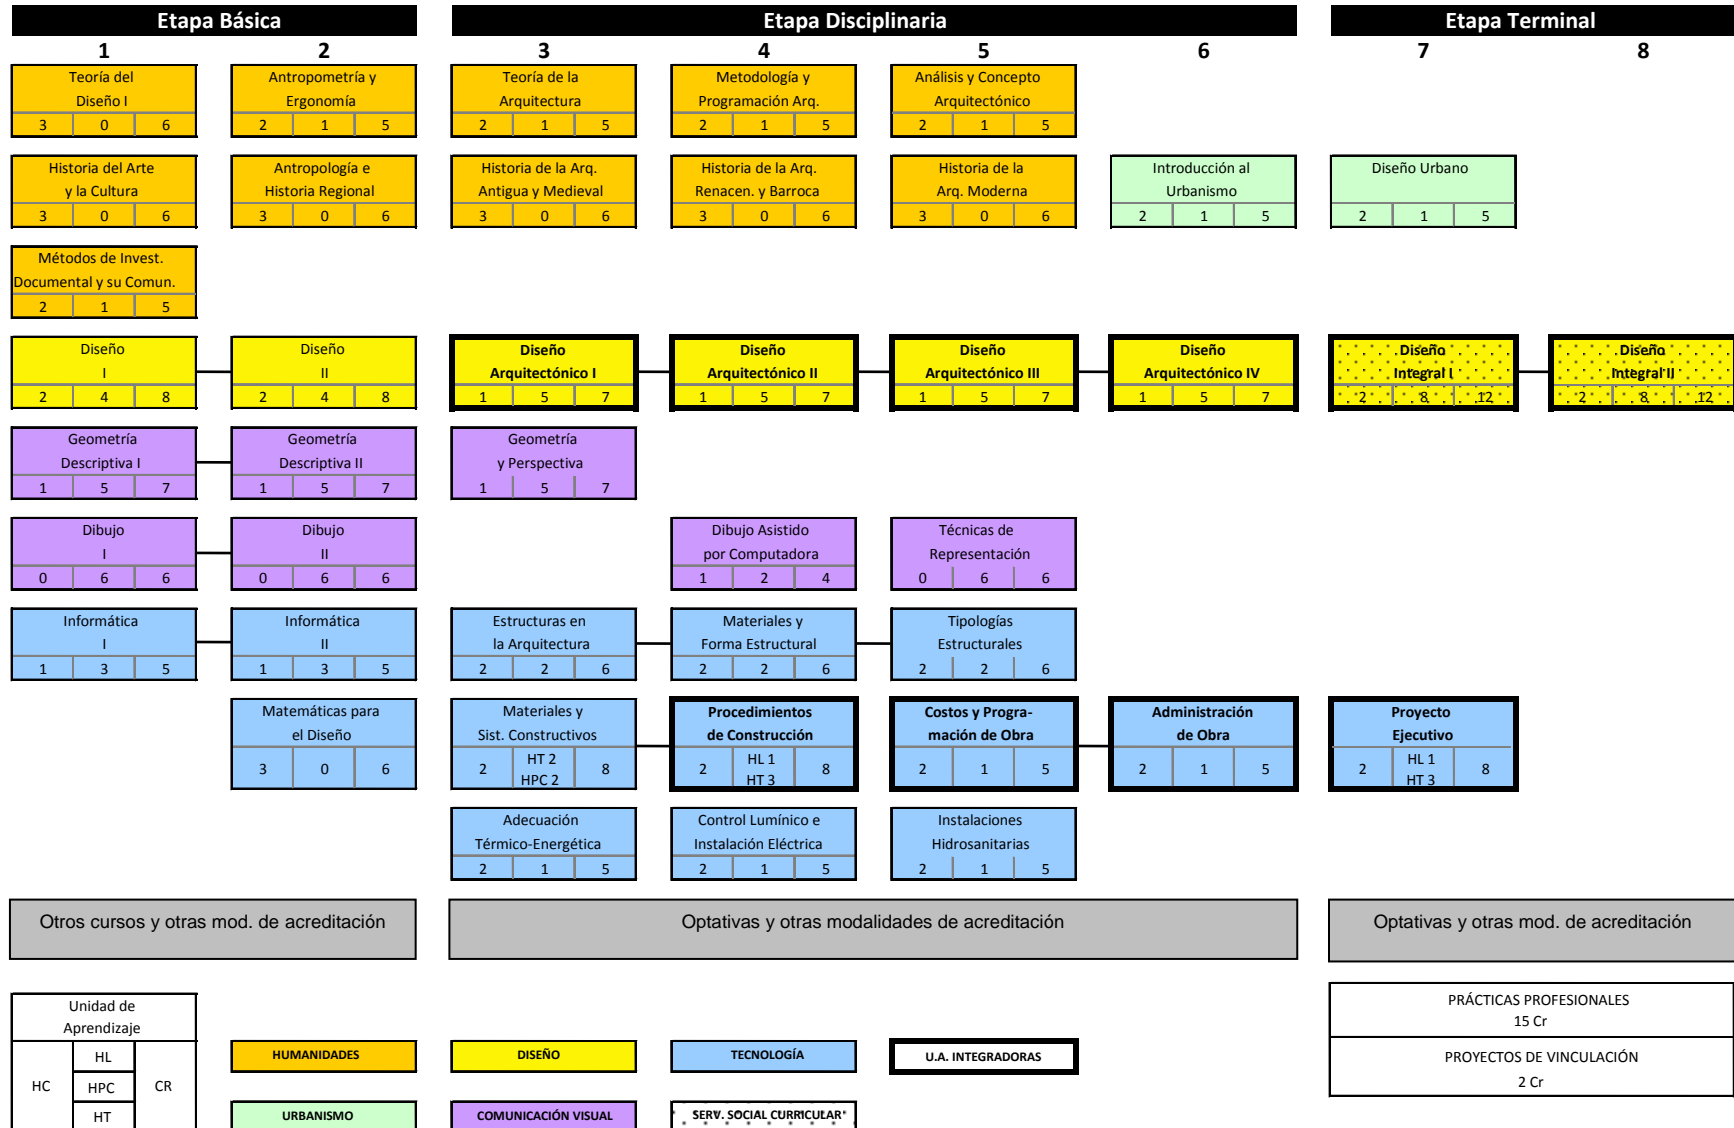 Etapa Básica
Etapa Disciplinaria
Etapa Terminal
1 2 3 4 5 6 7 8
Teoría del
Diseño I
3 0 6
Antropometría y
Ergonomía
2 1 5
Teoría de la
Arquitectura
2 1 5
Metodología y
Programación Arq.
2 1 5
Análisis y Concepto
Arquitectónico
2 1 5
Historia del Arte
y la Cultura
3 0 6
Antropología e
Historia Regional
3 0 6
Historia de la Arq.
Antigua y Medieval
3 0 6
Historia de la Arq.
Renacen. y Barroca
3 0 6
Historia de la
Arq. Moderna
3 0 6
Introducción al
Urbanismo
2 1 5
Diseño Urbano
2 1 5
Métodos de Invest.
Documental y su Comun.
2 1 5
Diseño
I
2 4 8
Diseño
II
2 4 8
Diseño
Arquitectónico I
1 5 7
Diseño
Arquitectónico II
1 5 7
Diseño
Arquitectónico III
1 5 7
Diseño
Arquitectónico IV
1 5 7
Diseño
Integral I
2 8 12
Diseño
Integral II
2 8 12
Geometría
Descriptiva I
1 5 7
Geometría
Descriptiva II
1 5 7
Geometría
y Perspectiva
1 5 7
Dibujo
I
0 6 6
Dibujo
II
0 6 6
Dibujo Asistido
por Computadora
1 2 4
Técnicas de
Representación
0 6 6
Informática
I
1 3 5
Informática
II
1 3 5
Estructuras en
la Arquitectura
2 2 6
Materiales y
Forma Estructural
2 2 6
Tipologías
Estructurales
2 2 6
Matemáticas para
el Diseño
3 0 6
Materiales y
Sist. Constructivos
2 HT 2 8
HPC 2
Procedimientos
de Construcción
2 HL 1 8
HT 3
Costos y Progra-
mación de Obra
2 1 5
Administración
de Obra
2 1 5
Proyecto
Ejecutivo
2 HL 1 8
HT 3
Adecuación
Térmico-Energética
2 1 5
Control Lumínico e
Instalación Eléctrica
2 1 5
Instalaciones
Hidrosanitarias
2 1 5
Otros cursos y otras mod. de acreditación
Optativas y otras modalidades de acreditación
Optativas y otras mod. de acreditación
Unidad de
Aprendizaje
HL
HC HPC CR
HT
HUMANIDADES
DISEÑO
TECNOLOGÍA
U.A. INTEGRADORAS
URBANISMO
COMUNICACIÓN VISUAL
SERV. SOCIAL CURRICULAR
PRÁCTICAS PROFESIONALES
15 Cr
PROYECTOS DE VINCULACIÓN
2 Cr